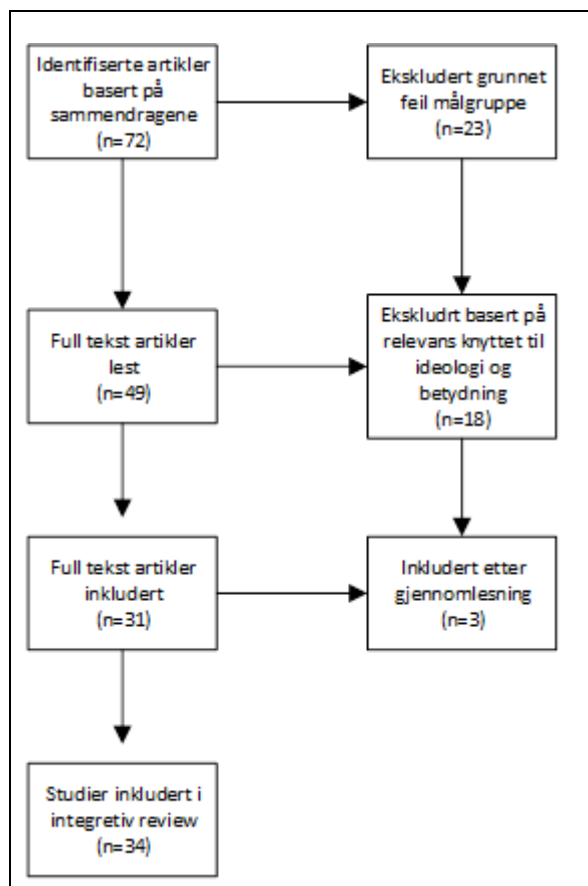 Identifiserte artikler
basert på
sammendragene
(n=72)
Ekskludert grunnet
feil målgruppe
(n=23)
Full tekst artikler
lest
(n=49)
Ekskludrt basert på
relevans knyttet til
ideologi og
betydning
(n=18)
Full tekst artikler
inkludert
(n=31)
Inkludert etter
gjennomlesning
(n=3)
Studier inkludert i
integretiv review
(n=34)